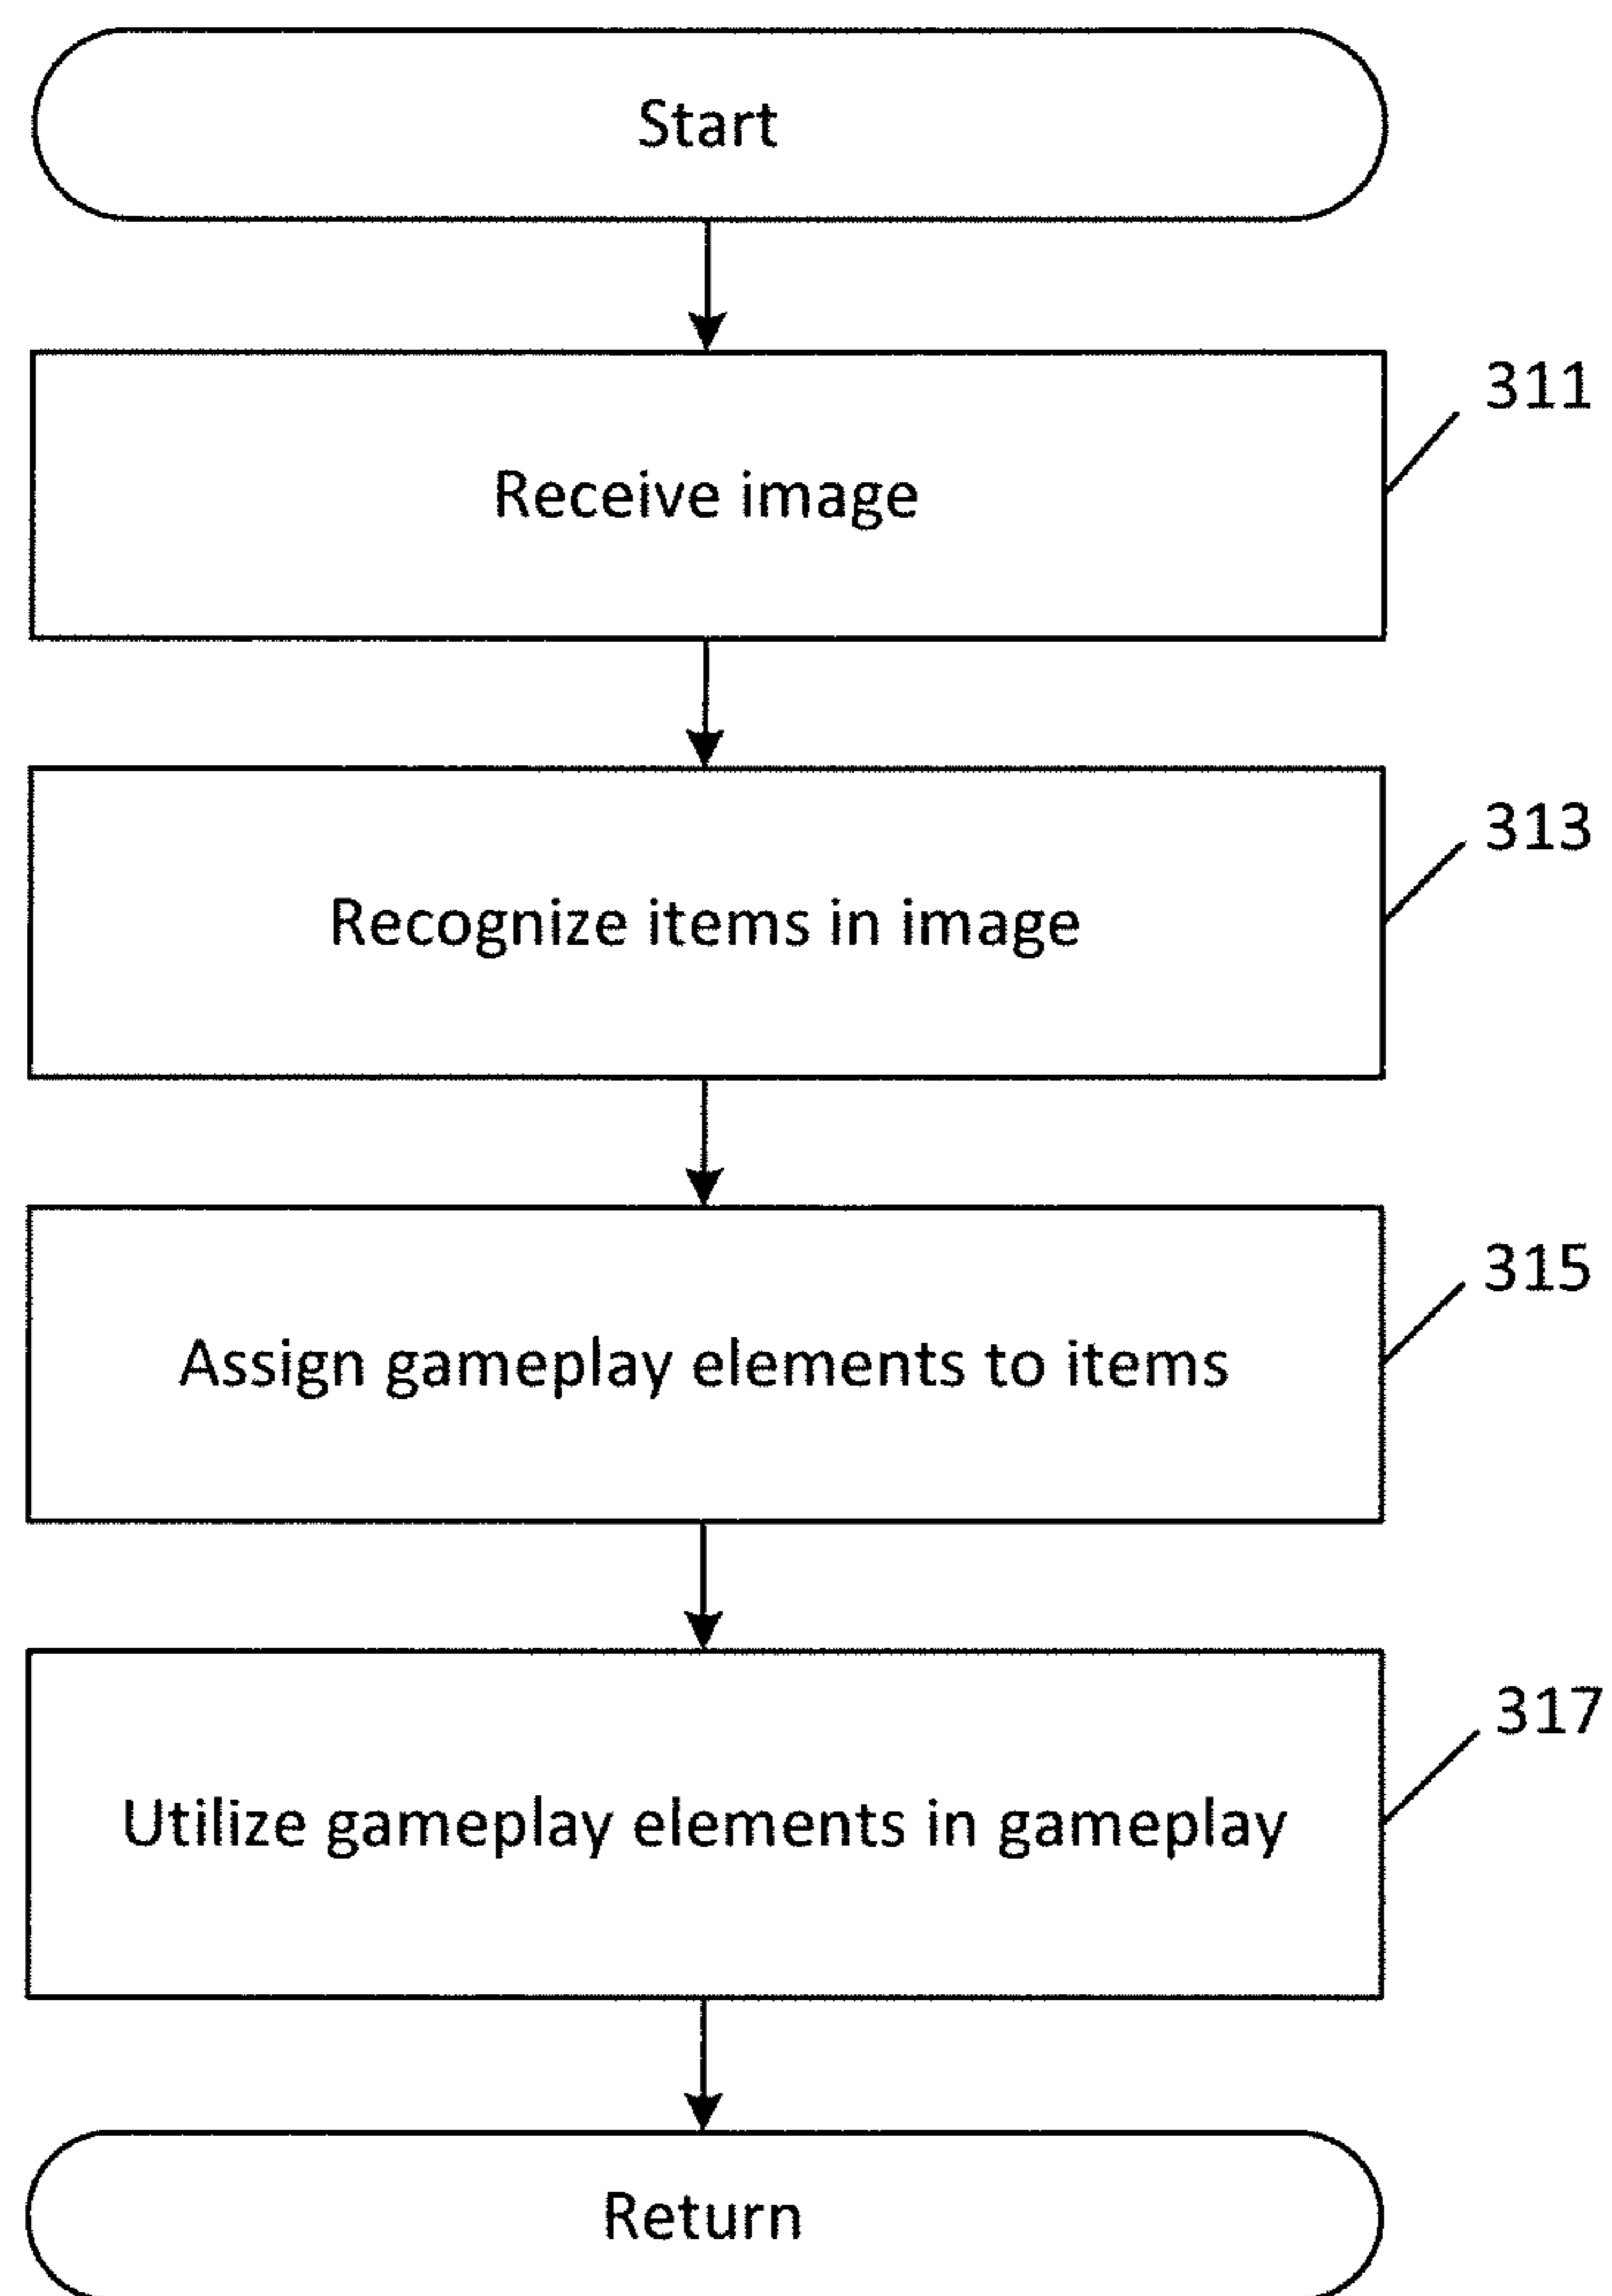 Start
311
Receive image
313
Recognize items in image
315
Assign gameplay elements to items
317
Utilize gameplay elements in gameplay
Return